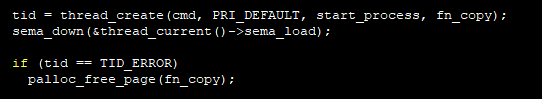 tid = thread_create(cmd, PRI_DEFAULT, start_process, fn_copy);
sema_down(&thread_current()->sema_load);
if (tid == TID_ERROR)
palloc_free_page(fn_copy);